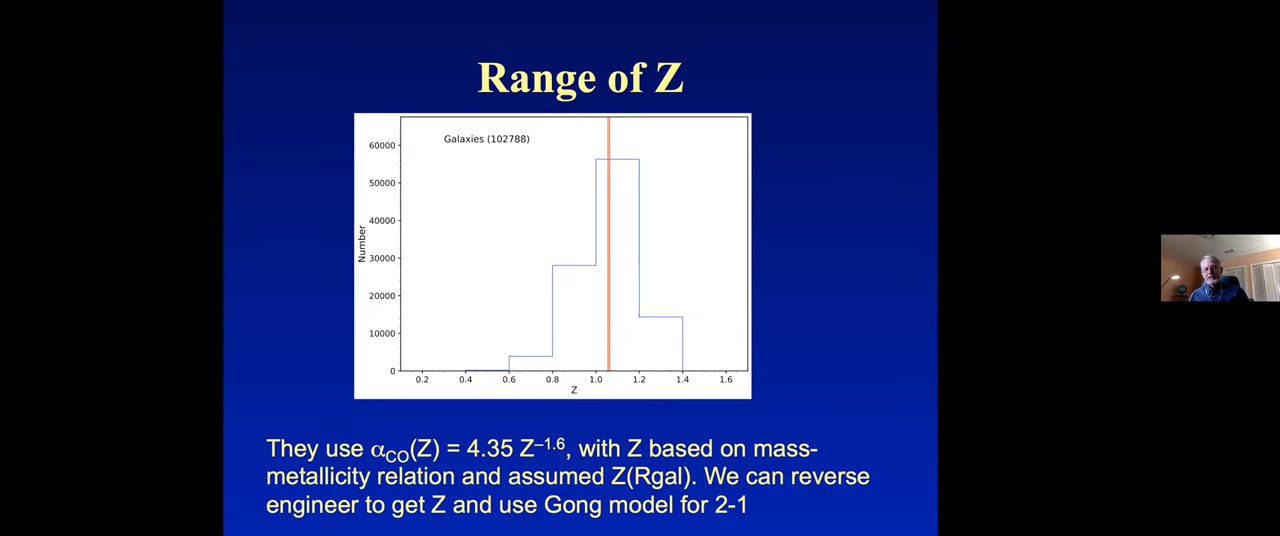 Range of Z
Galaxies (102788)
60000
50000
40000
30000
20000
10000
0
Number
0.2 0.4 0.6 0.8 1.0 1.2 1.4 1.6
Z
They use αCO(Z) = 4.35 Z–1.6, with Z based on mass-
metallicity relation and assumed Z(Rgal). We can reverse
engineer to get Z and use Gong model for 2-1